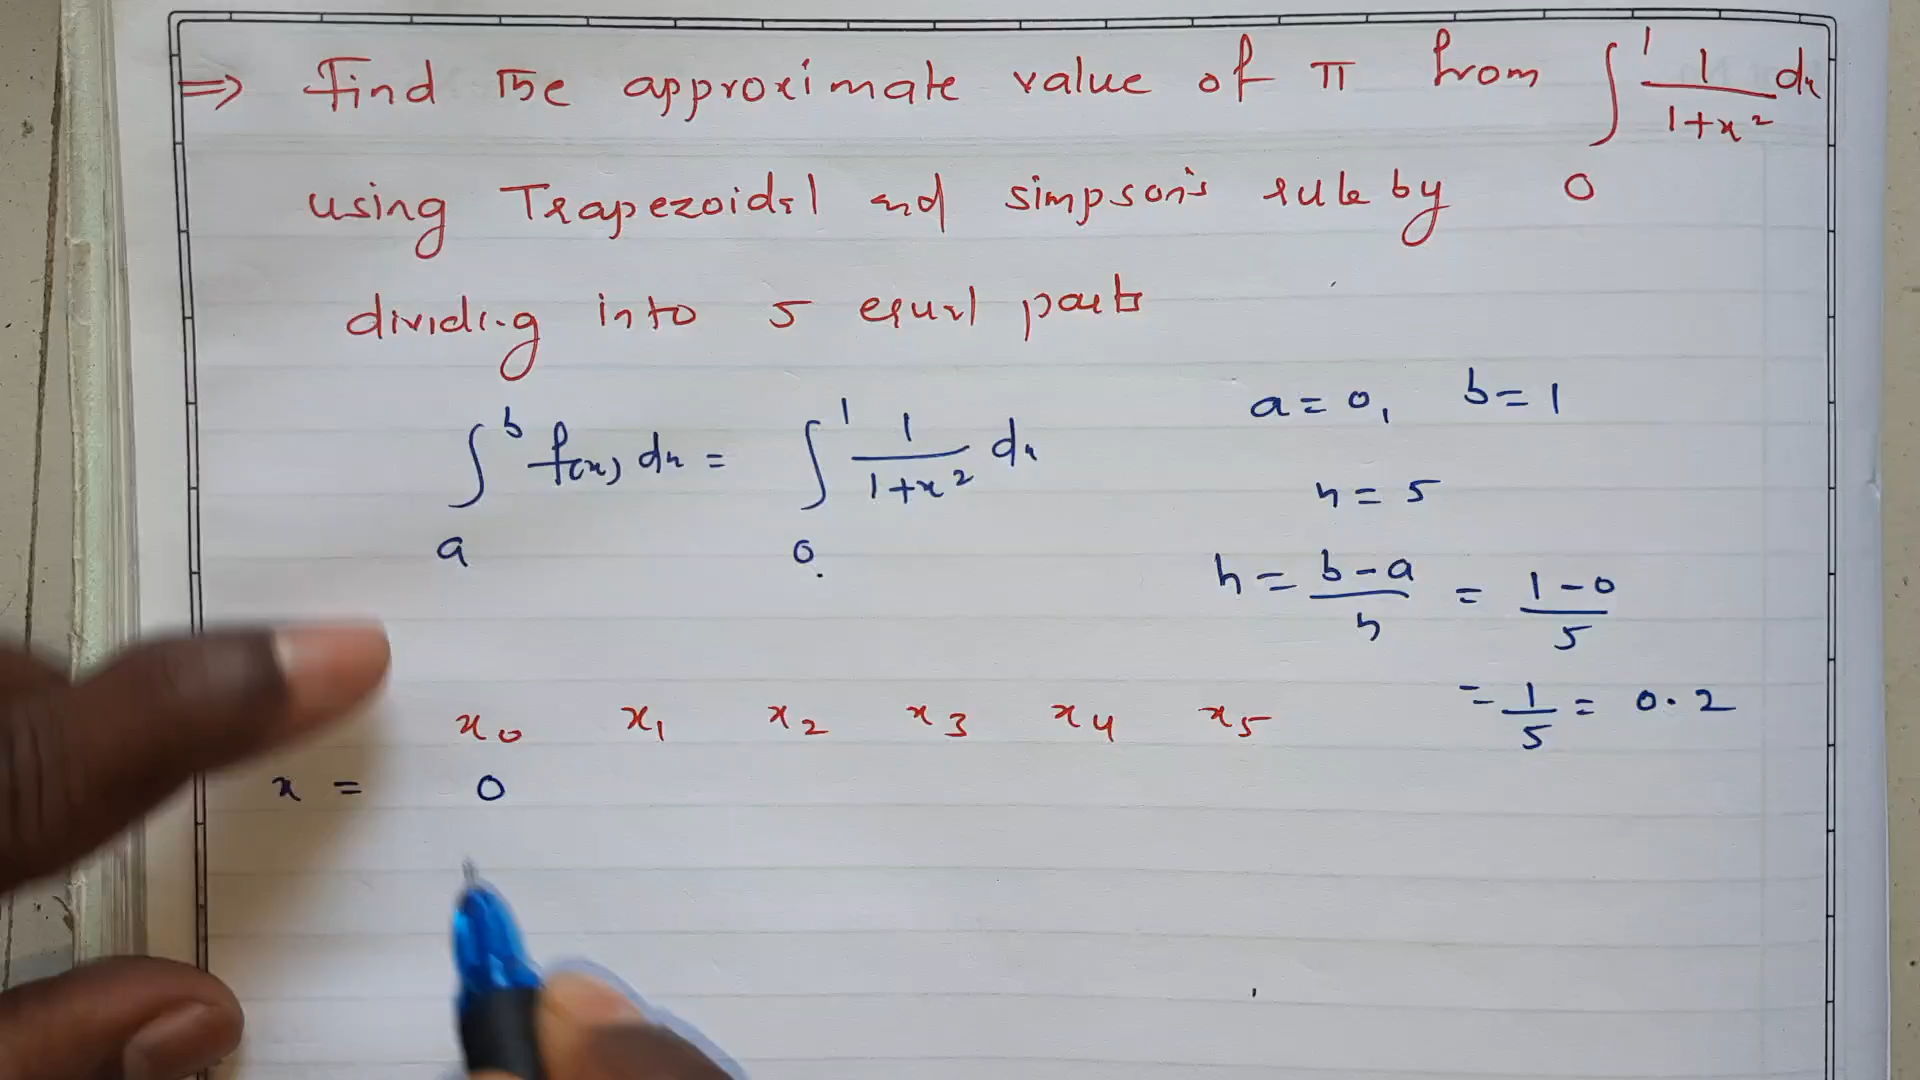 ⇒ Find The approximate value of π from ∫₀¹ 1/(1+x²) dx
using Trapezoidal and simpson's rule by
dividing into 5 equal parts
∫ₐᵇ f(x) dx = ∫₀¹ 1/(1+x²) dx
a = 0, b = 1
n = 5
h = (b-a)/n = (1-0)/5
= 1/5 = 0.2
x₀ x₁ x₂ x₃ x₄ x₅
x = 0